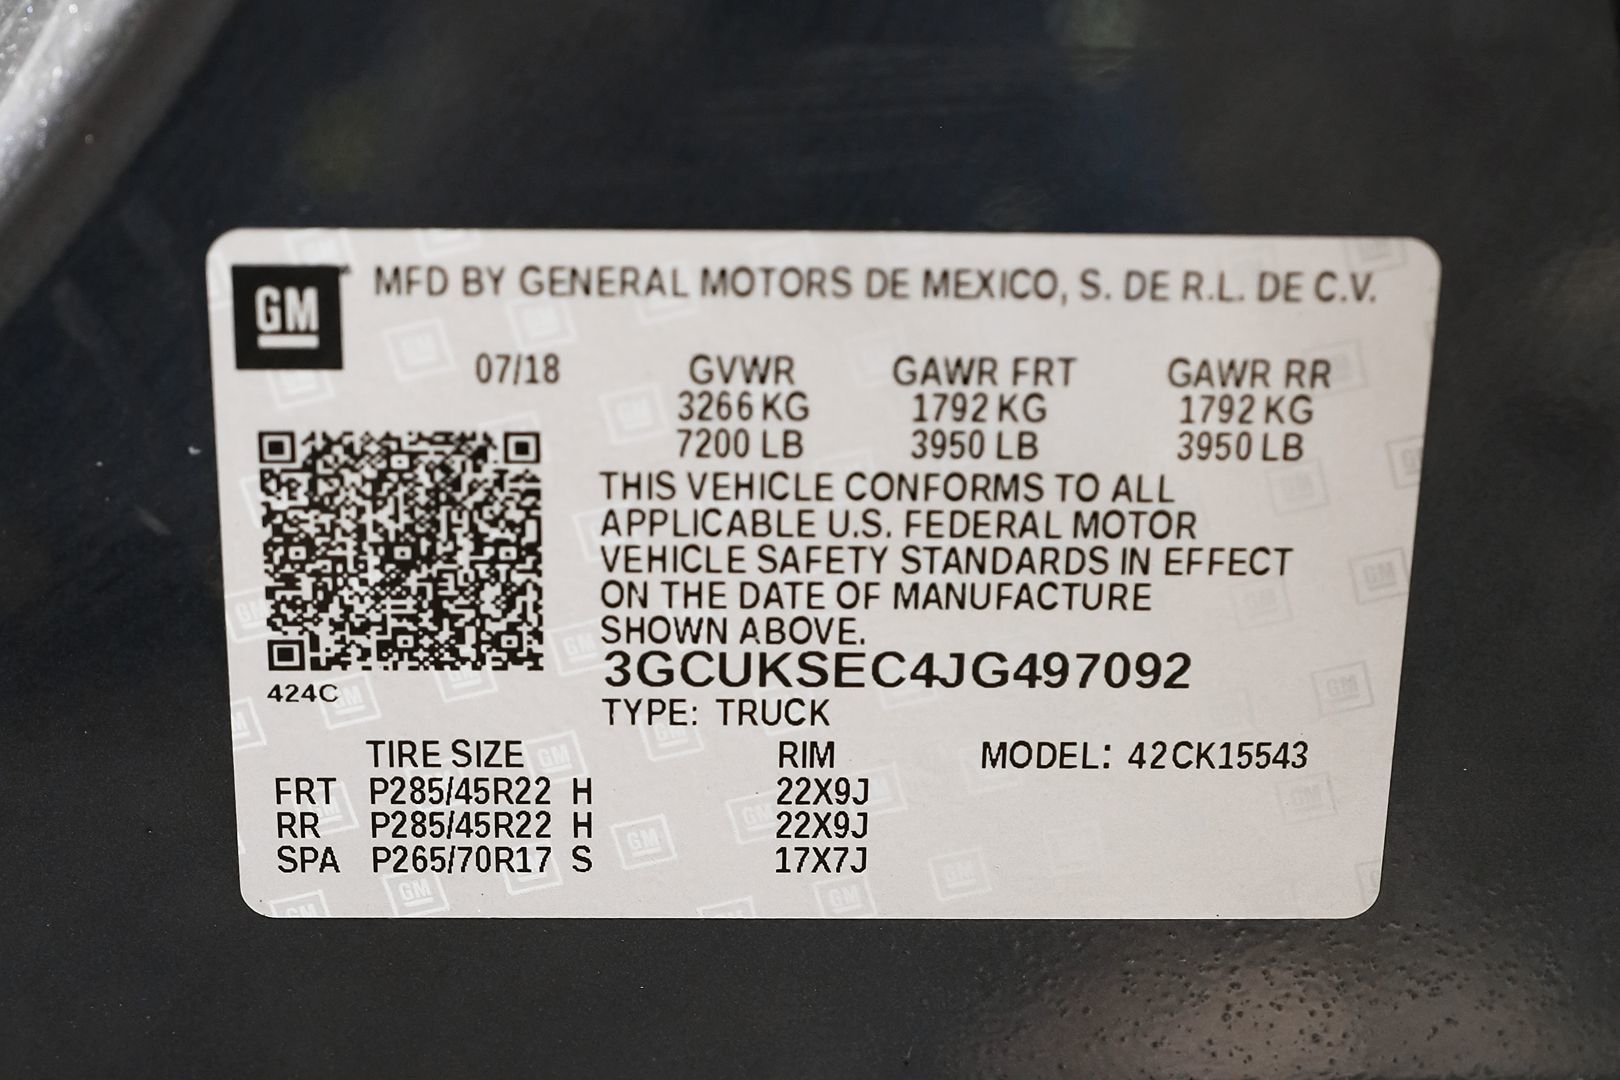 GM
MFD BY GENERAL MOTORS DE MEXICO, S. DE R.L. DE C.V.
07/18 GVWR GAWR FRT GAWR RR
3266 KG 1792 KG 1792 KG
7200 LB 3950 LB 3950 LB
THIS VEHICLE CONFORMS TO ALL
APPLICABLE U.S. FEDERAL MOTOR
VEHICLE SAFETY STANDARDS IN EFFECT
ON THE DATE OF MANUFACTURE
SHOWN ABOVE.
3GCUKSEC4JG497092
424C
TYPE: TRUCK
TIRE SIZE RIM MODEL: 42CK15543
FRT P285/45R22 H 22X9J
RR P285/45R22 H 22X9J
SPA P265/70R17 S 17X7J